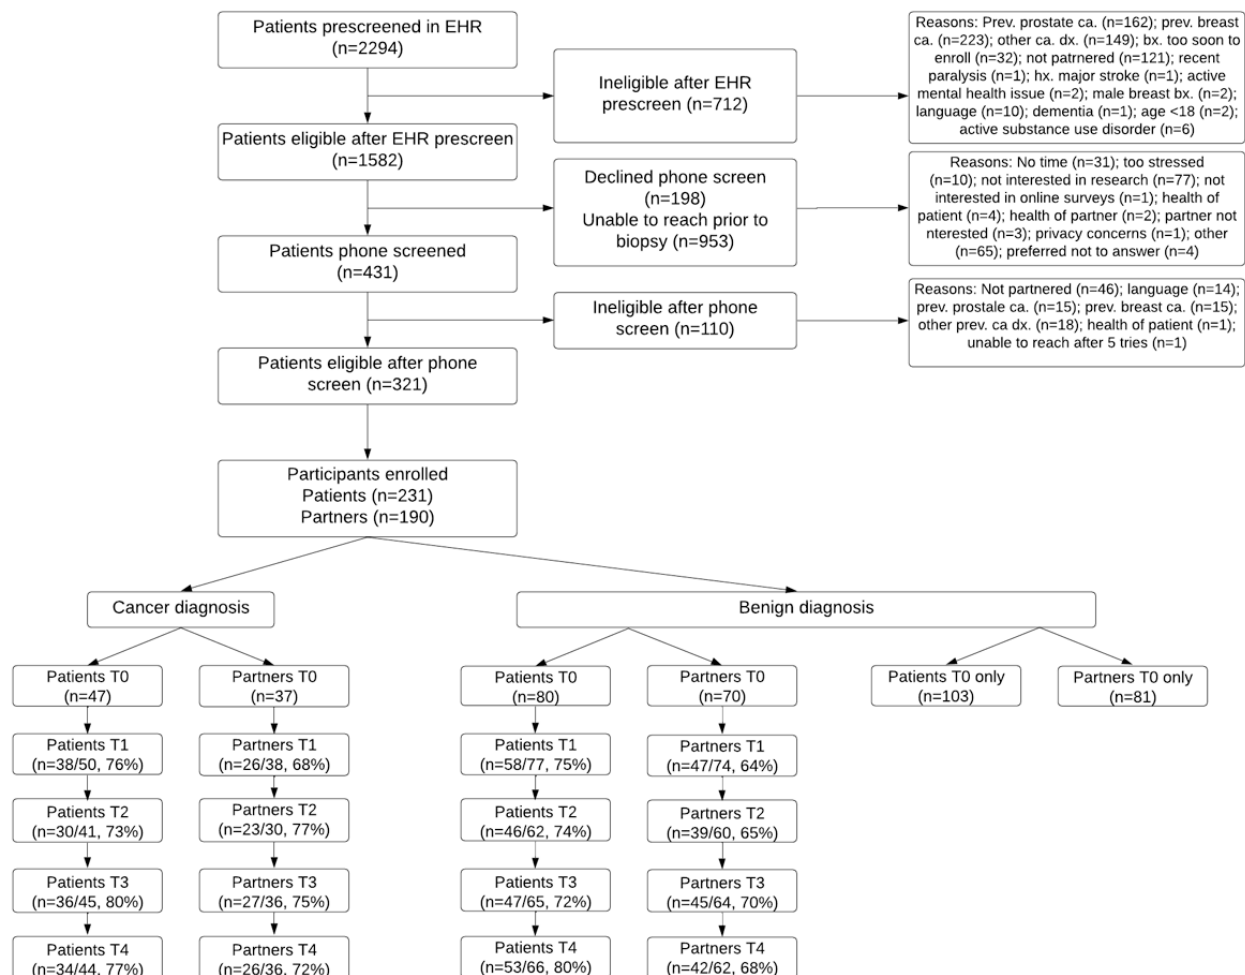 Patients prescreened in EHR
(n=2294)
Reasons: Prev. prostate ca. (n=162); prev. breast
ca. (n=223); other ca. dx. (n=149); bx. too soon to
enroll (n=32); not patrnered (n=121); recent
paralysis (n=1); hx. major stroke (n=1); active
mental health issue (n=2); male breast bx. (n=2);
language (n=10); dementia (n=1); age <18 (n=2);
active substance use disorder (n=6)
Ineligible after EHR
prescreen (n=712)
Patients eligible after EHR prescreen
(n=1582)
Declined phone screen
(n=198)
Unable to reach prior to
biopsy (n=953)
Reasons: No time (n=31); too stressed
(n=10); not interested in research (n=77); not
interested in online surveys (n=1); health of
patient (n=4); health of partner (n=2); partner not
nterested (n=3); privacy concerns (n=1); other
(n=65); preferred not to answer (n=4)
Patients phone screened
(n=431)
Ineligible after phone
screen (n=110)
Reasons: Not partnered (n=46); language (n=14);
prev. prostale ca. (n=15); prev. breast ca. (n=15);
other prev. ca dx. (n=18); health of patient (n=1);
unable to reach after 5 tries (n=1)
Patients eligible after phone
screen (n=321)
Participants enrolled
Patients (n=231)
Partners (n=190)
Cancer diagnosis
Benign diagnosis
Patients T0
(n=47)
Partners T0
(n=37)
Patients T0
(n=80)
Partners T0
(n=70)
Patients T0 only
(n=103)
Partners T0 only
(n=81)
Patients T1
(n=38/50, 76%)
Partners T1
(n=26/38, 68%)
Patients T1
(n=58/77, 75%)
Partners T1
(n=47/74, 64%)
Patients T2
(n=30/41, 73%)
Partners T2
(n=23/30, 77%)
Patients T2
(n=46/62, 74%)
Partners T2
(n=39/60, 65%)
Patients T3
(n=36/45, 80%)
Partners T3
(n=27/36, 75%)
Patients T3
(n=47/65, 72%)
Partners T3
(n=45/64, 70%)
Patients T4
(n=34/44, 77%)
Partners T4
(n=26/36, 72%)
Patients T4
(n=53/66, 80%)
Partners T4
(n=42/62, 68%)